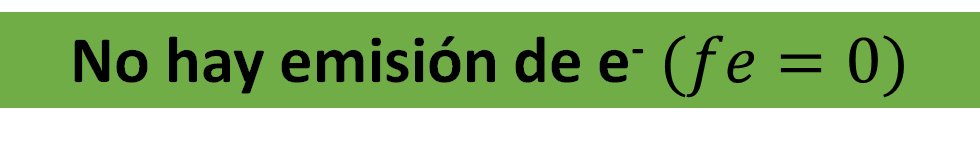 No hay emisión de e⁻ (fe = 0)